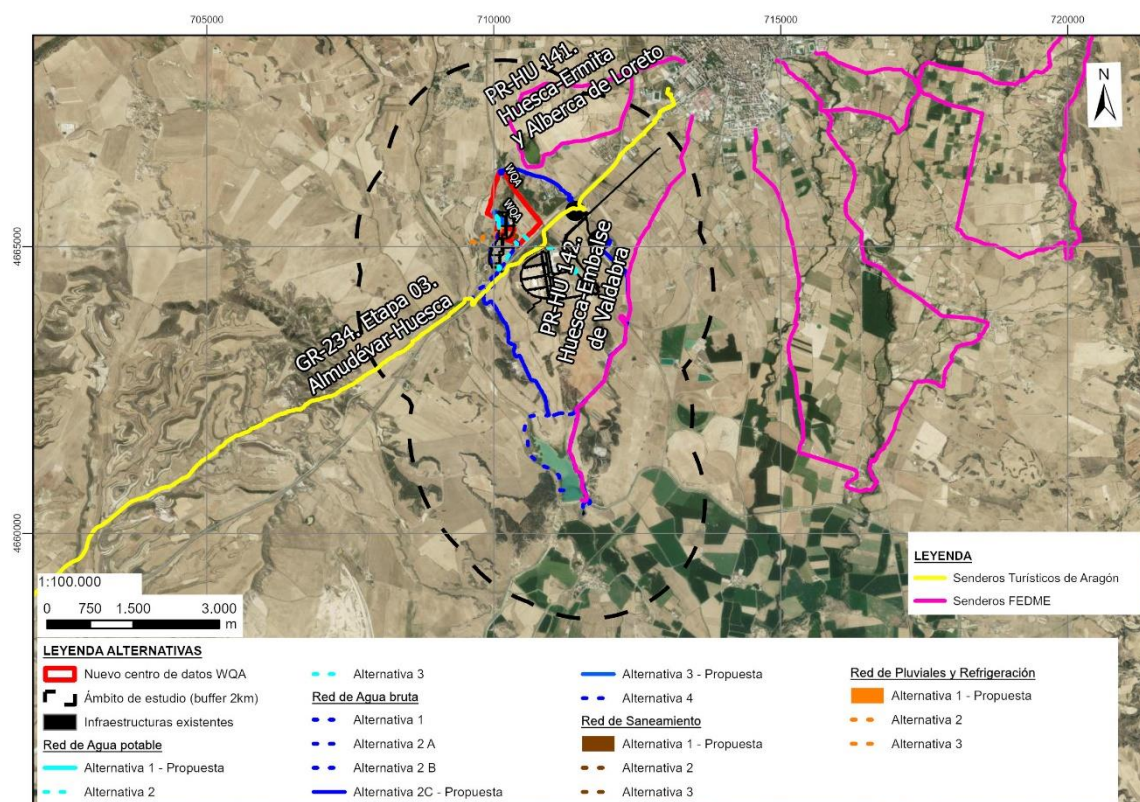 705000
710000
715000
720000
N
PR-HU 141.
Huesca-Ermita
y Alberca de Loreto
WQA
WQA
4665000
4665000
PR-HU 142.
Huesca-Embalse
de Valdabra
GR-234. Etapa 03.
Almudévar-Huesca
4660000
4660000
1:100.000
0 750 1.500 3.000
m
LEYENDA
Senderos Turísticos de Aragón
Senderos FEDME
LEYENDA ALTERNATIVAS
Nuevo centro de datos WQA
Ámbito de estudio (buffer 2km)
Infraestructuras existentes
Red de Agua potable
Alternativa 1 - Propuesta
Alternativa 2
Alternativa 3
Red de Agua bruta
Alternativa 1
Alternativa 2 A
Alternativa 2 B
Alternativa 2C - Propuesta
Alternativa 3 - Propuesta
Alternativa 4
Red de Saneamiento
Alternativa 1 - Propuesta
Alternativa 2
Alternativa 3
Red de Pluviales y Refrigeración
Alternativa 1 - Propuesta
Alternativa 2
Alternativa 3